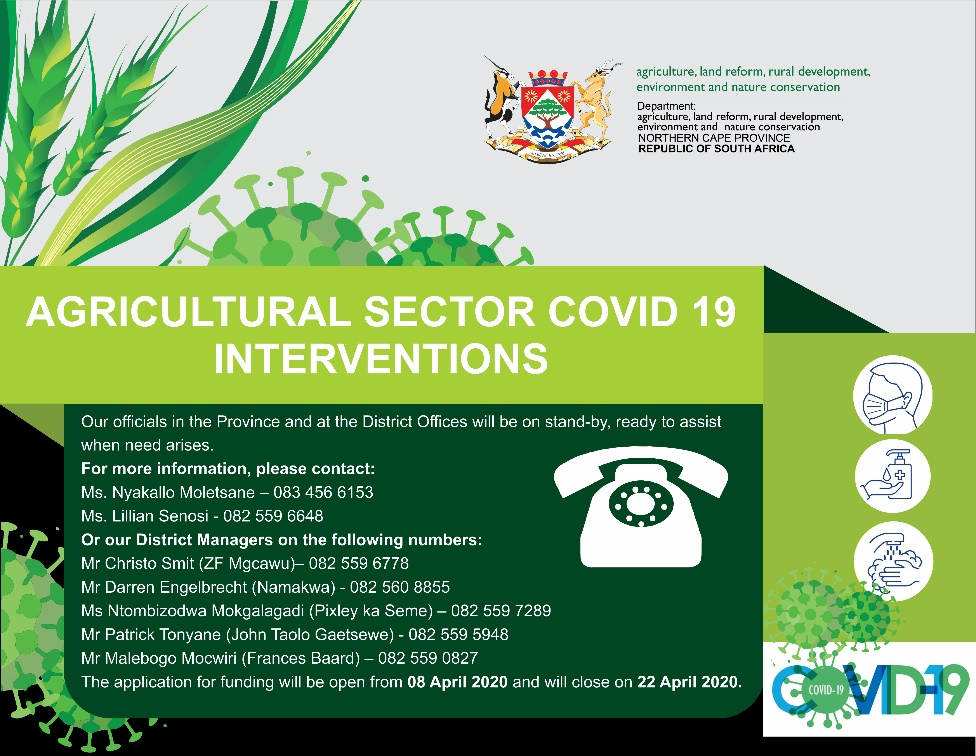 agriculture, land reform, rural development,
environment and nature conservation
Department:
agriculture, land reform, rural development,
environment and nature conservation
NORTHERN CAPE PROVINCE
REPUBLIC OF SOUTH AFRICA
AGRICULTURAL SECTOR COVID 19
INTERVENTIONS
Our officials in the Province and at the District Offices will be on stand-by, ready to assist
when need arises.
For more information, please contact:
Ms. Nyakallo Moletsane – 083 456 6153
Ms. Lillian Senosi - 082 559 6648
Or our District Managers on the following numbers:
Mr Christo Smit (ZF Mgcawu)– 082 559 6778
Mr Darren Engelbrecht (Namakwa) - 082 560 8855
Ms Ntombizodwa Mokgalagadi (Pixley ka Seme) – 082 559 7289
Mr Patrick Tonyane (John Taolo Gaetsewe) - 082 559 5948
Mr Malebogo Mocwiri (Frances Baard) – 082 559 0827
The application for funding will be open from 08 April 2020 and will close on 22 April 2020.
COVID-19
COVID-19